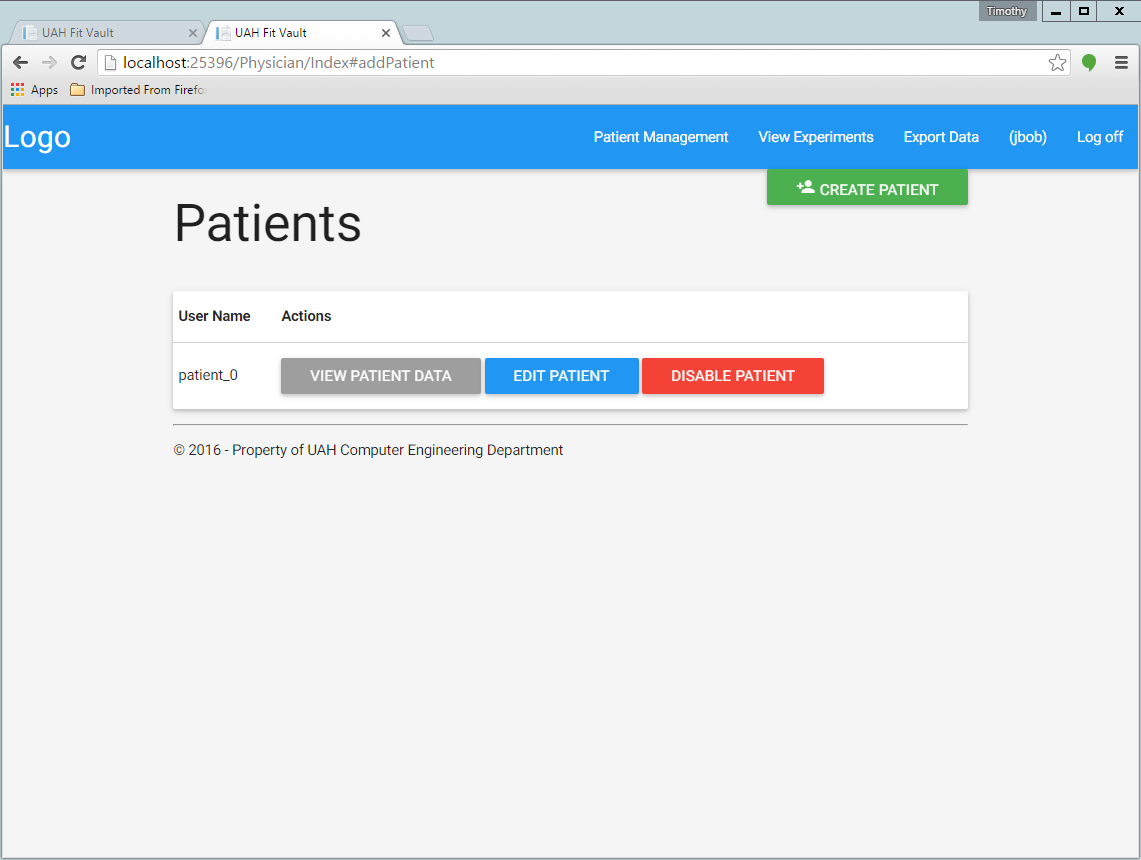 Timothy
UAH Fit Vault
UAH Fit Vault
localhost:25396/Physician/Index#addPatient
Apps
Imported From Firefo
Logo
Patient Management
View Experiments
Export Data
(jbob)
Log off
CREATE PATIENT
Patients
User Name Actions
patient_0 VIEW PATIENT DATA EDIT PATIENT DISABLE PATIENT
© 2016 - Property of UAH Computer Engineering Department